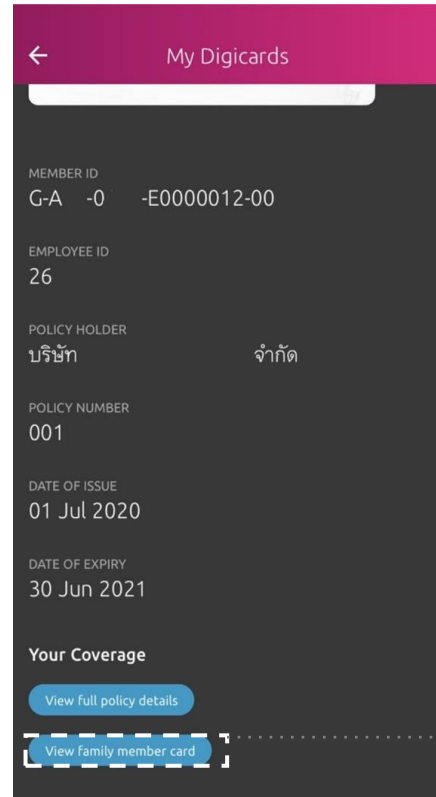 My Digicards
MEMBER ID
G-A -0 -E0000012-00
EMPLOYEE ID
26
POLICY HOLDER
บริษัท จำกัด
POLICY NUMBER
001
DATE OF ISSUE
01 Jul 2020
DATE OF EXPIRY
30 Jun 2021
Your Coverage
View full policy details
View family member card